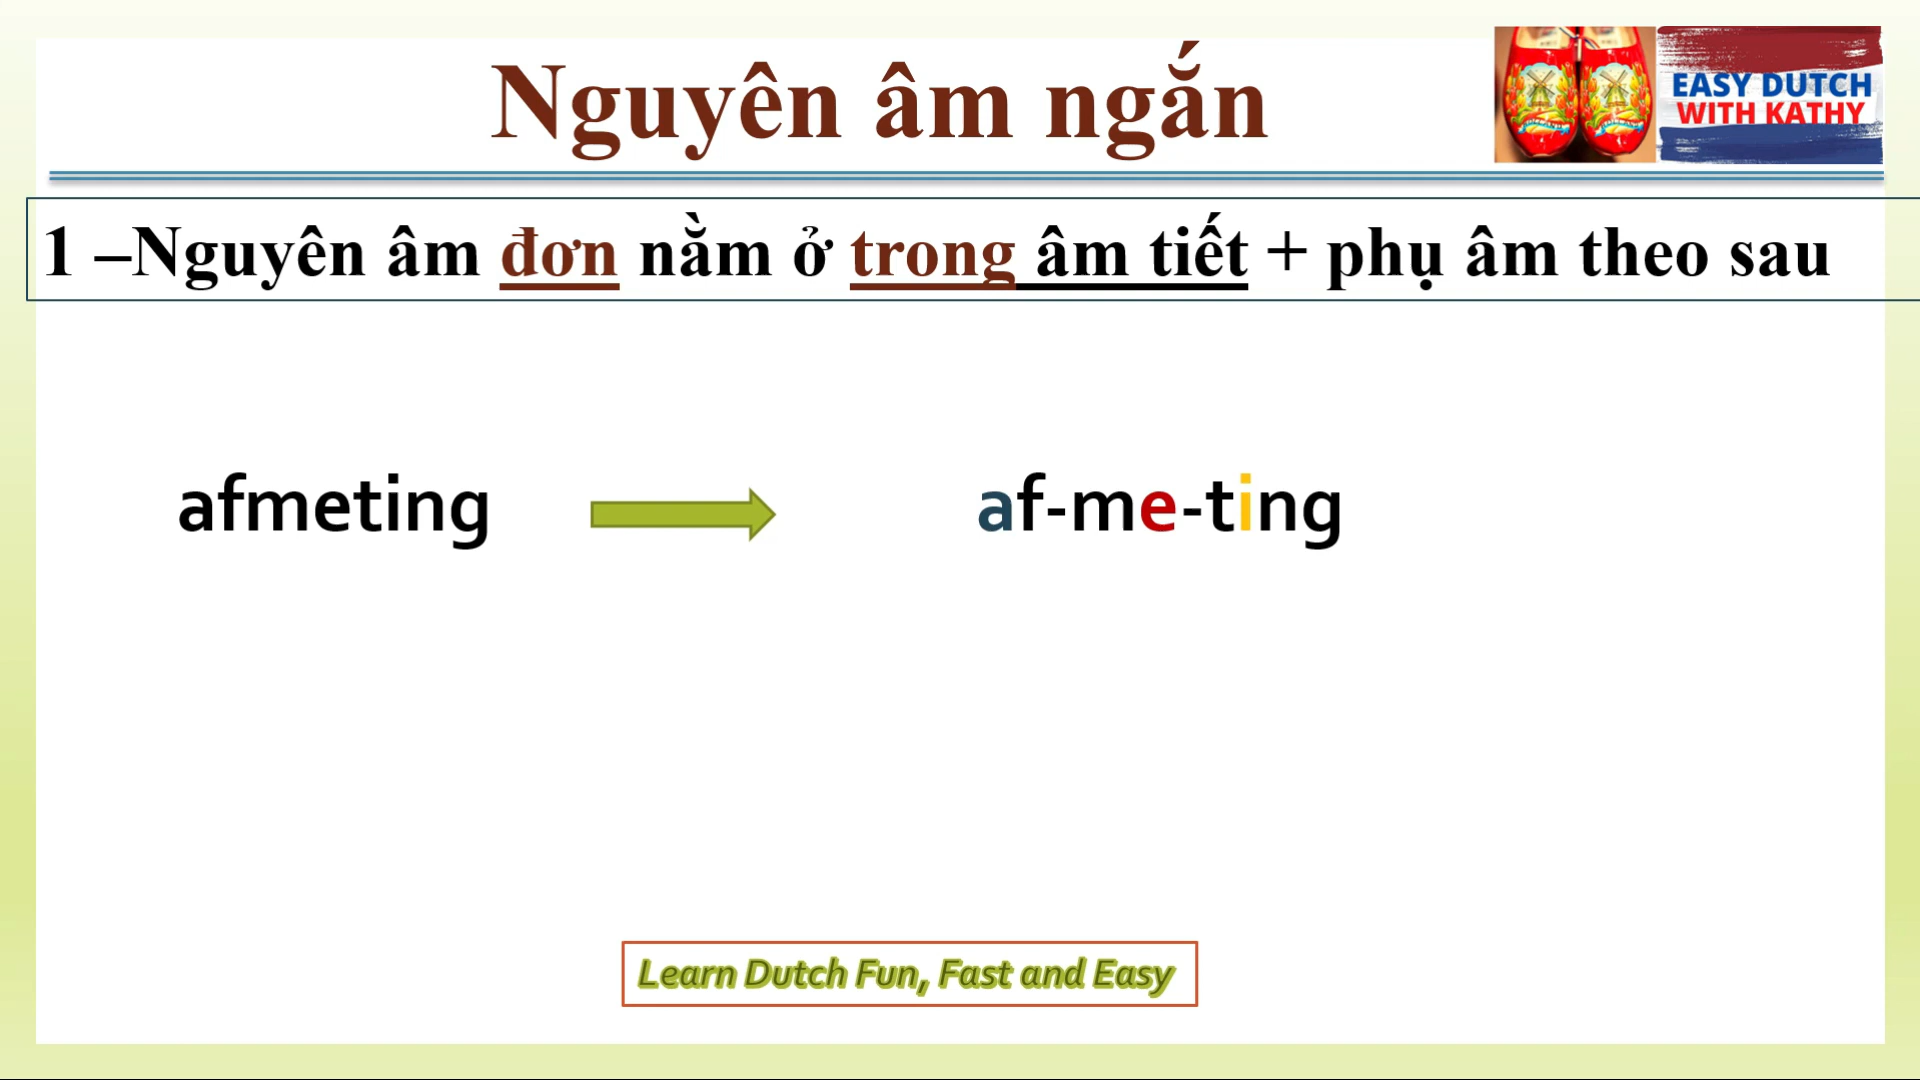 Nguyên âm ngắn
EASY DUTCH
WITH KATHY
1 –Nguyên âm đơn nằm ở trong âm tiết + phụ âm theo sau
afmeting
af-me-ting
Learn Dutch Fun, Fast and Easy